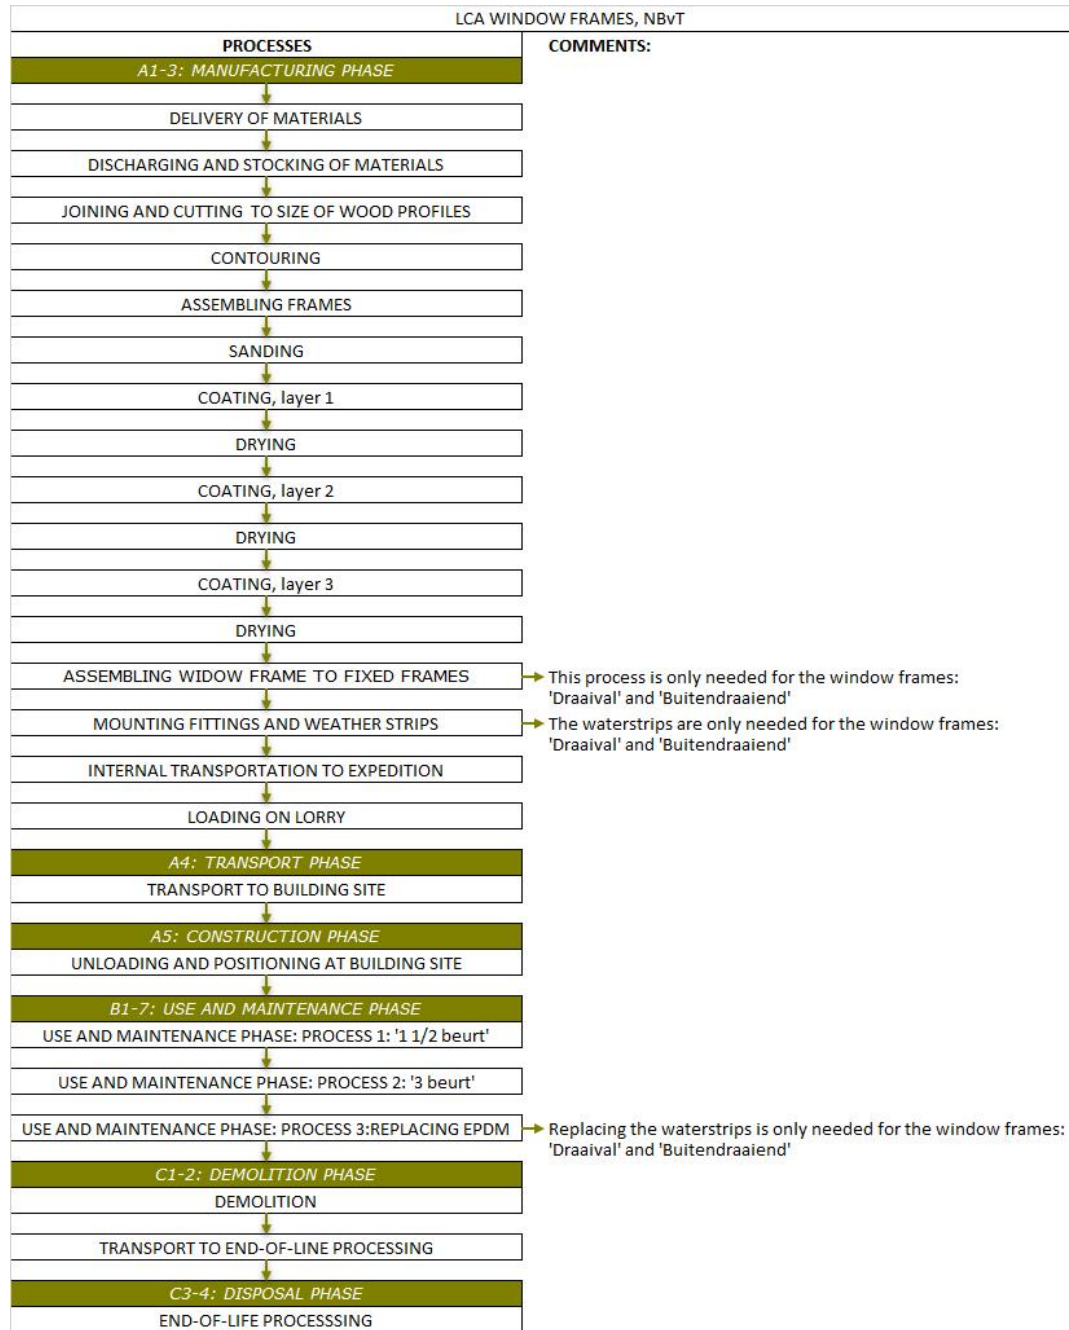 LCA WINDOW FRAMES, NBvT
PROCESSES
COMMENTS:
A1-3: MANUFACTURING PHASE
DELIVERY OF MATERIALS
DISCHARGING AND STOCKING OF MATERIALS
JOINING AND CUTTING TO SIZE OF WOOD PROFILES
CONTOURING
ASSEMBLING FRAMES
SANDING
COATING, layer 1
DRYING
COATING, layer 2
DRYING
COATING, layer 3
DRYING
ASSEMBLING WIDOW FRAME TO FIXED FRAMES
This process is only needed for the window frames:
'Draaival' and 'Buitendraaiend'
MOUNTING FITTINGS AND WEATHER STRIPS
The waterstrips are only needed for the window frames:
'Draaival' and 'Buitendraaiend'
INTERNAL TRANSPORTATION TO EXPEDITION
LOADING ON LORRY
A4: TRANSPORT PHASE
TRANSPORT TO BUILDING SITE
A5: CONSTRUCTION PHASE
UNLOADING AND POSITIONING AT BUILDING SITE
B1-7: USE AND MAINTENANCE PHASE
USE AND MAINTENANCE PHASE: PROCESS 1: '1 1/2 beurt'
USE AND MAINTENANCE PHASE: PROCESS 2: '3 beurt'
USE AND MAINTENANCE PHASE: PROCESS 3:REPLACING EPDM
Replacing the waterstrips is only needed for the window frames:
'Draaival' and 'Buitendraaiend'
C1-2: DEMOLITION PHASE
DEMOLITION
TRANSPORT TO END-OF-LINE PROCESSING
C3-4: DISPOSAL PHASE
END-OF-LIFE PROCESSSING